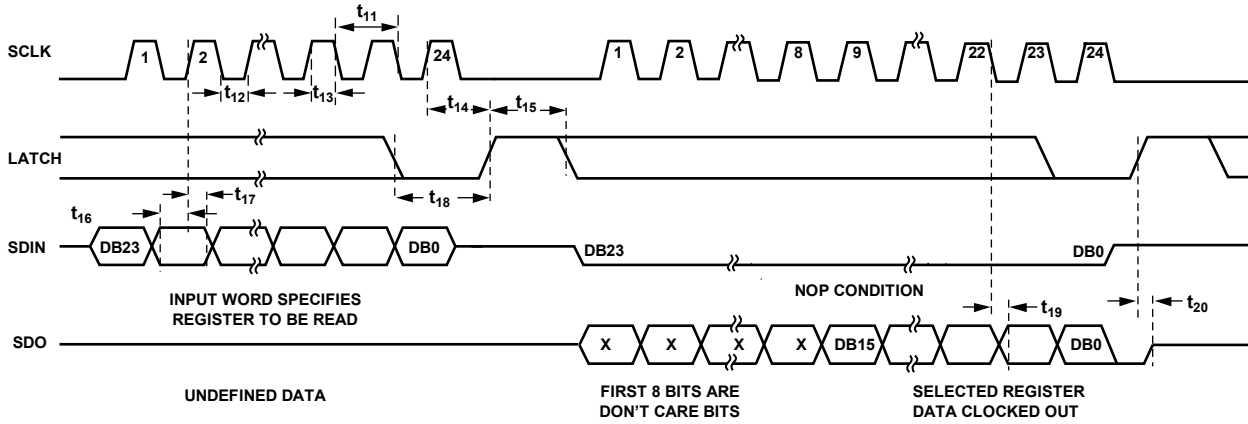 t11
SCLK
1
2
24
1
2
8
9
22
23
24
t12
t13
t14
t15
LATCH
t16
t17
t18
SDIN
DB23
DB0
DB23
DB0
NOP CONDITION
INPUT WORD SPECIFIES
REGISTER TO BE READ
t19
t20
SDO
X
X
X
X
DB15
DB0
UNDEFINED DATA
FIRST 8 BITS ARE
DON'T CARE BITS
SELECTED REGISTER
DATA CLOCKED OUT